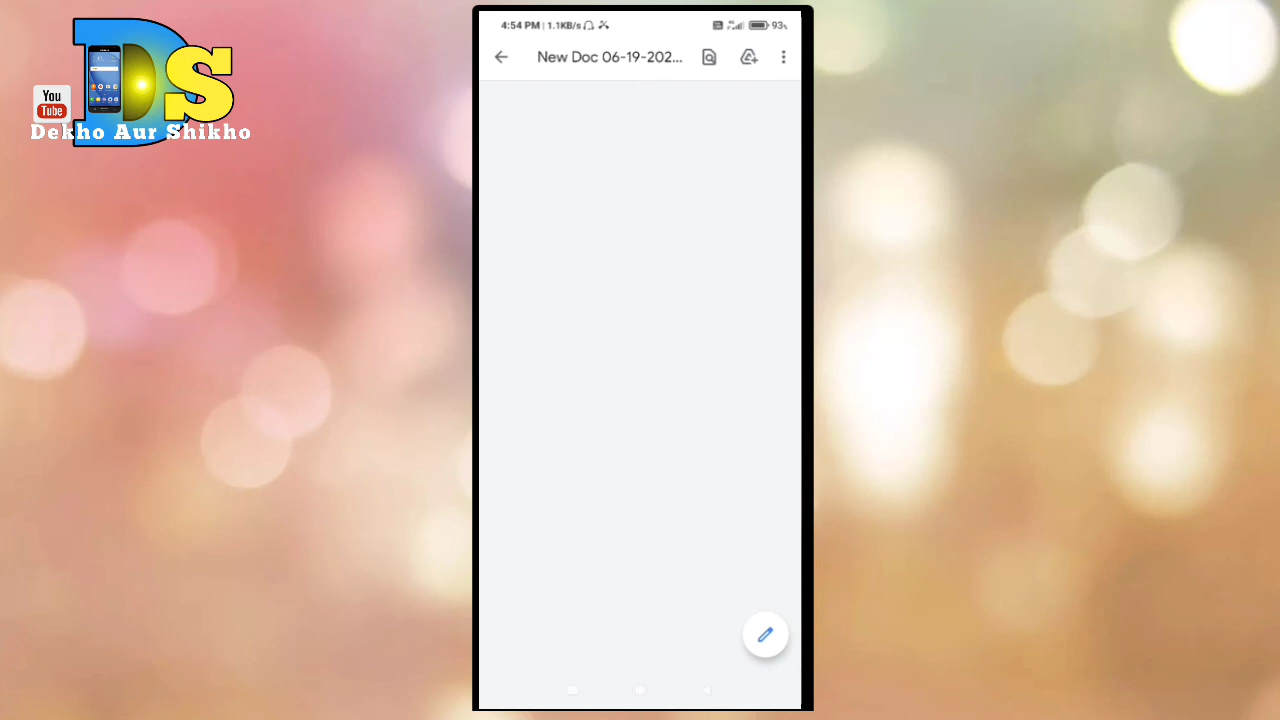 4:54 PM | 1.1KB/s
93%
New Doc 06-19-202...
DS
You
Tube
Dekho Aur Shikho